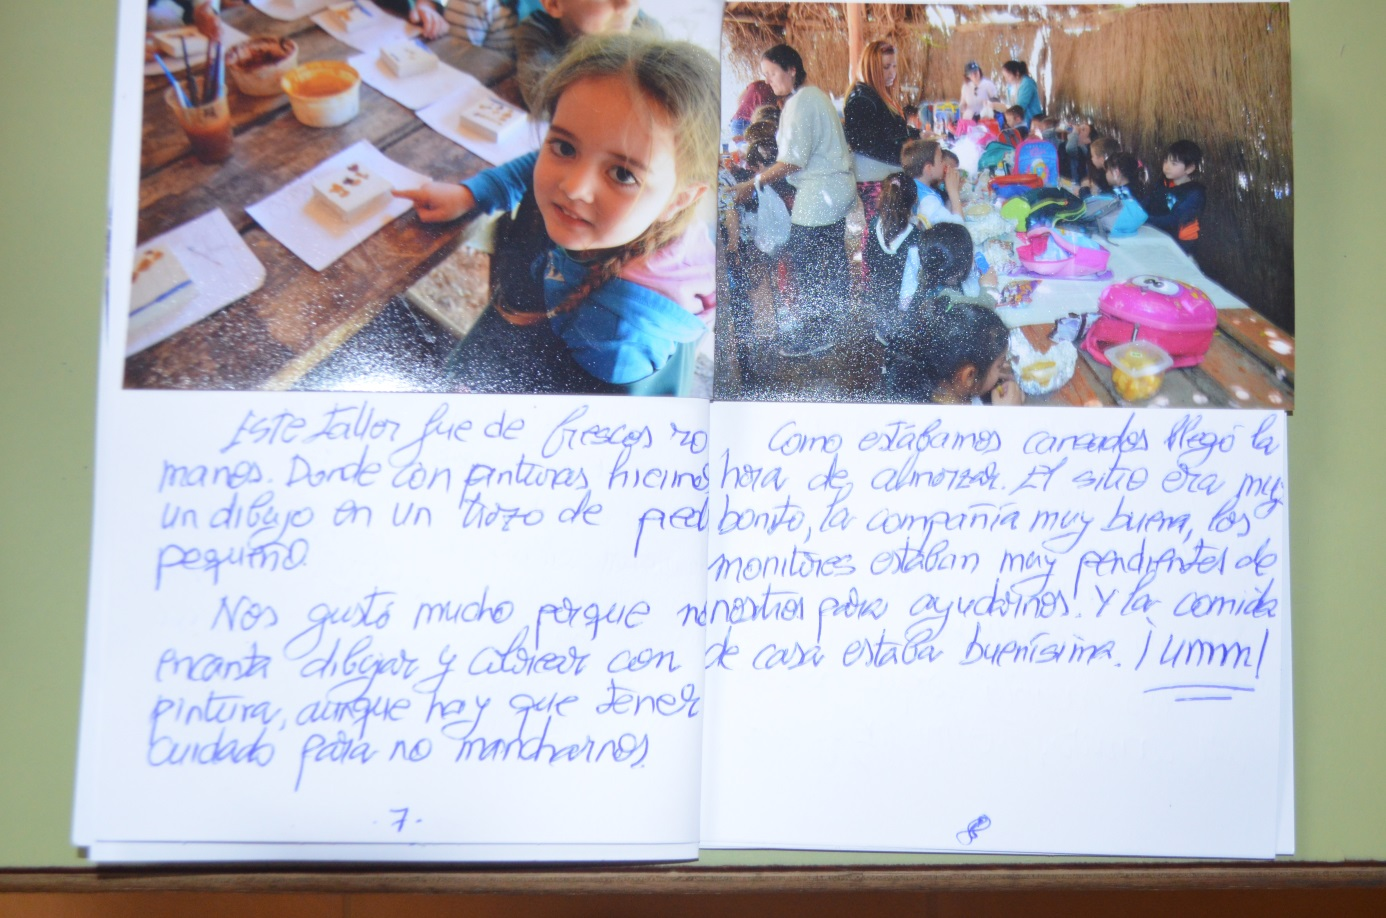 Este taller fue de frescos ro
manos. Donde con pinturas hicimos
un dibujo en un trozo de pied
pequeño.
Nos gustó mucho porque no
encanta dibujar y colorear con
pintura, aunque hay que tener
cuidado para no mancharnos.
. 7 .
Como estábamos cansados llegó la
hora de almorzar. El sitio era muy
bonito, la compañía muy buena, los
monitores estaban muy pendientes de
nosotros para ayudarnos! Y la comida
de casa estaba buenísima. ¡Ummm!
8